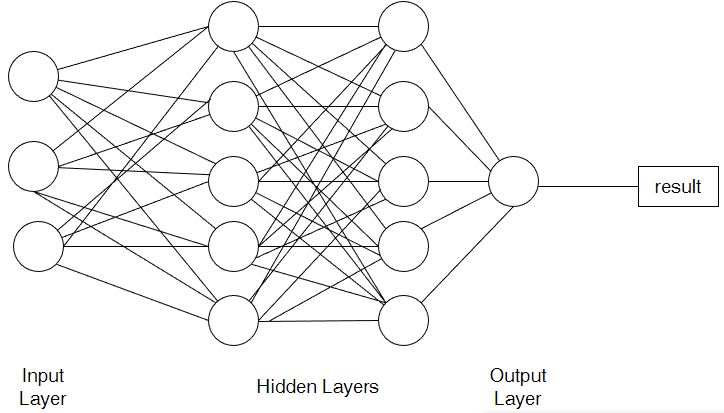 result
Input
Layer
Hidden Layers
Output
Layer